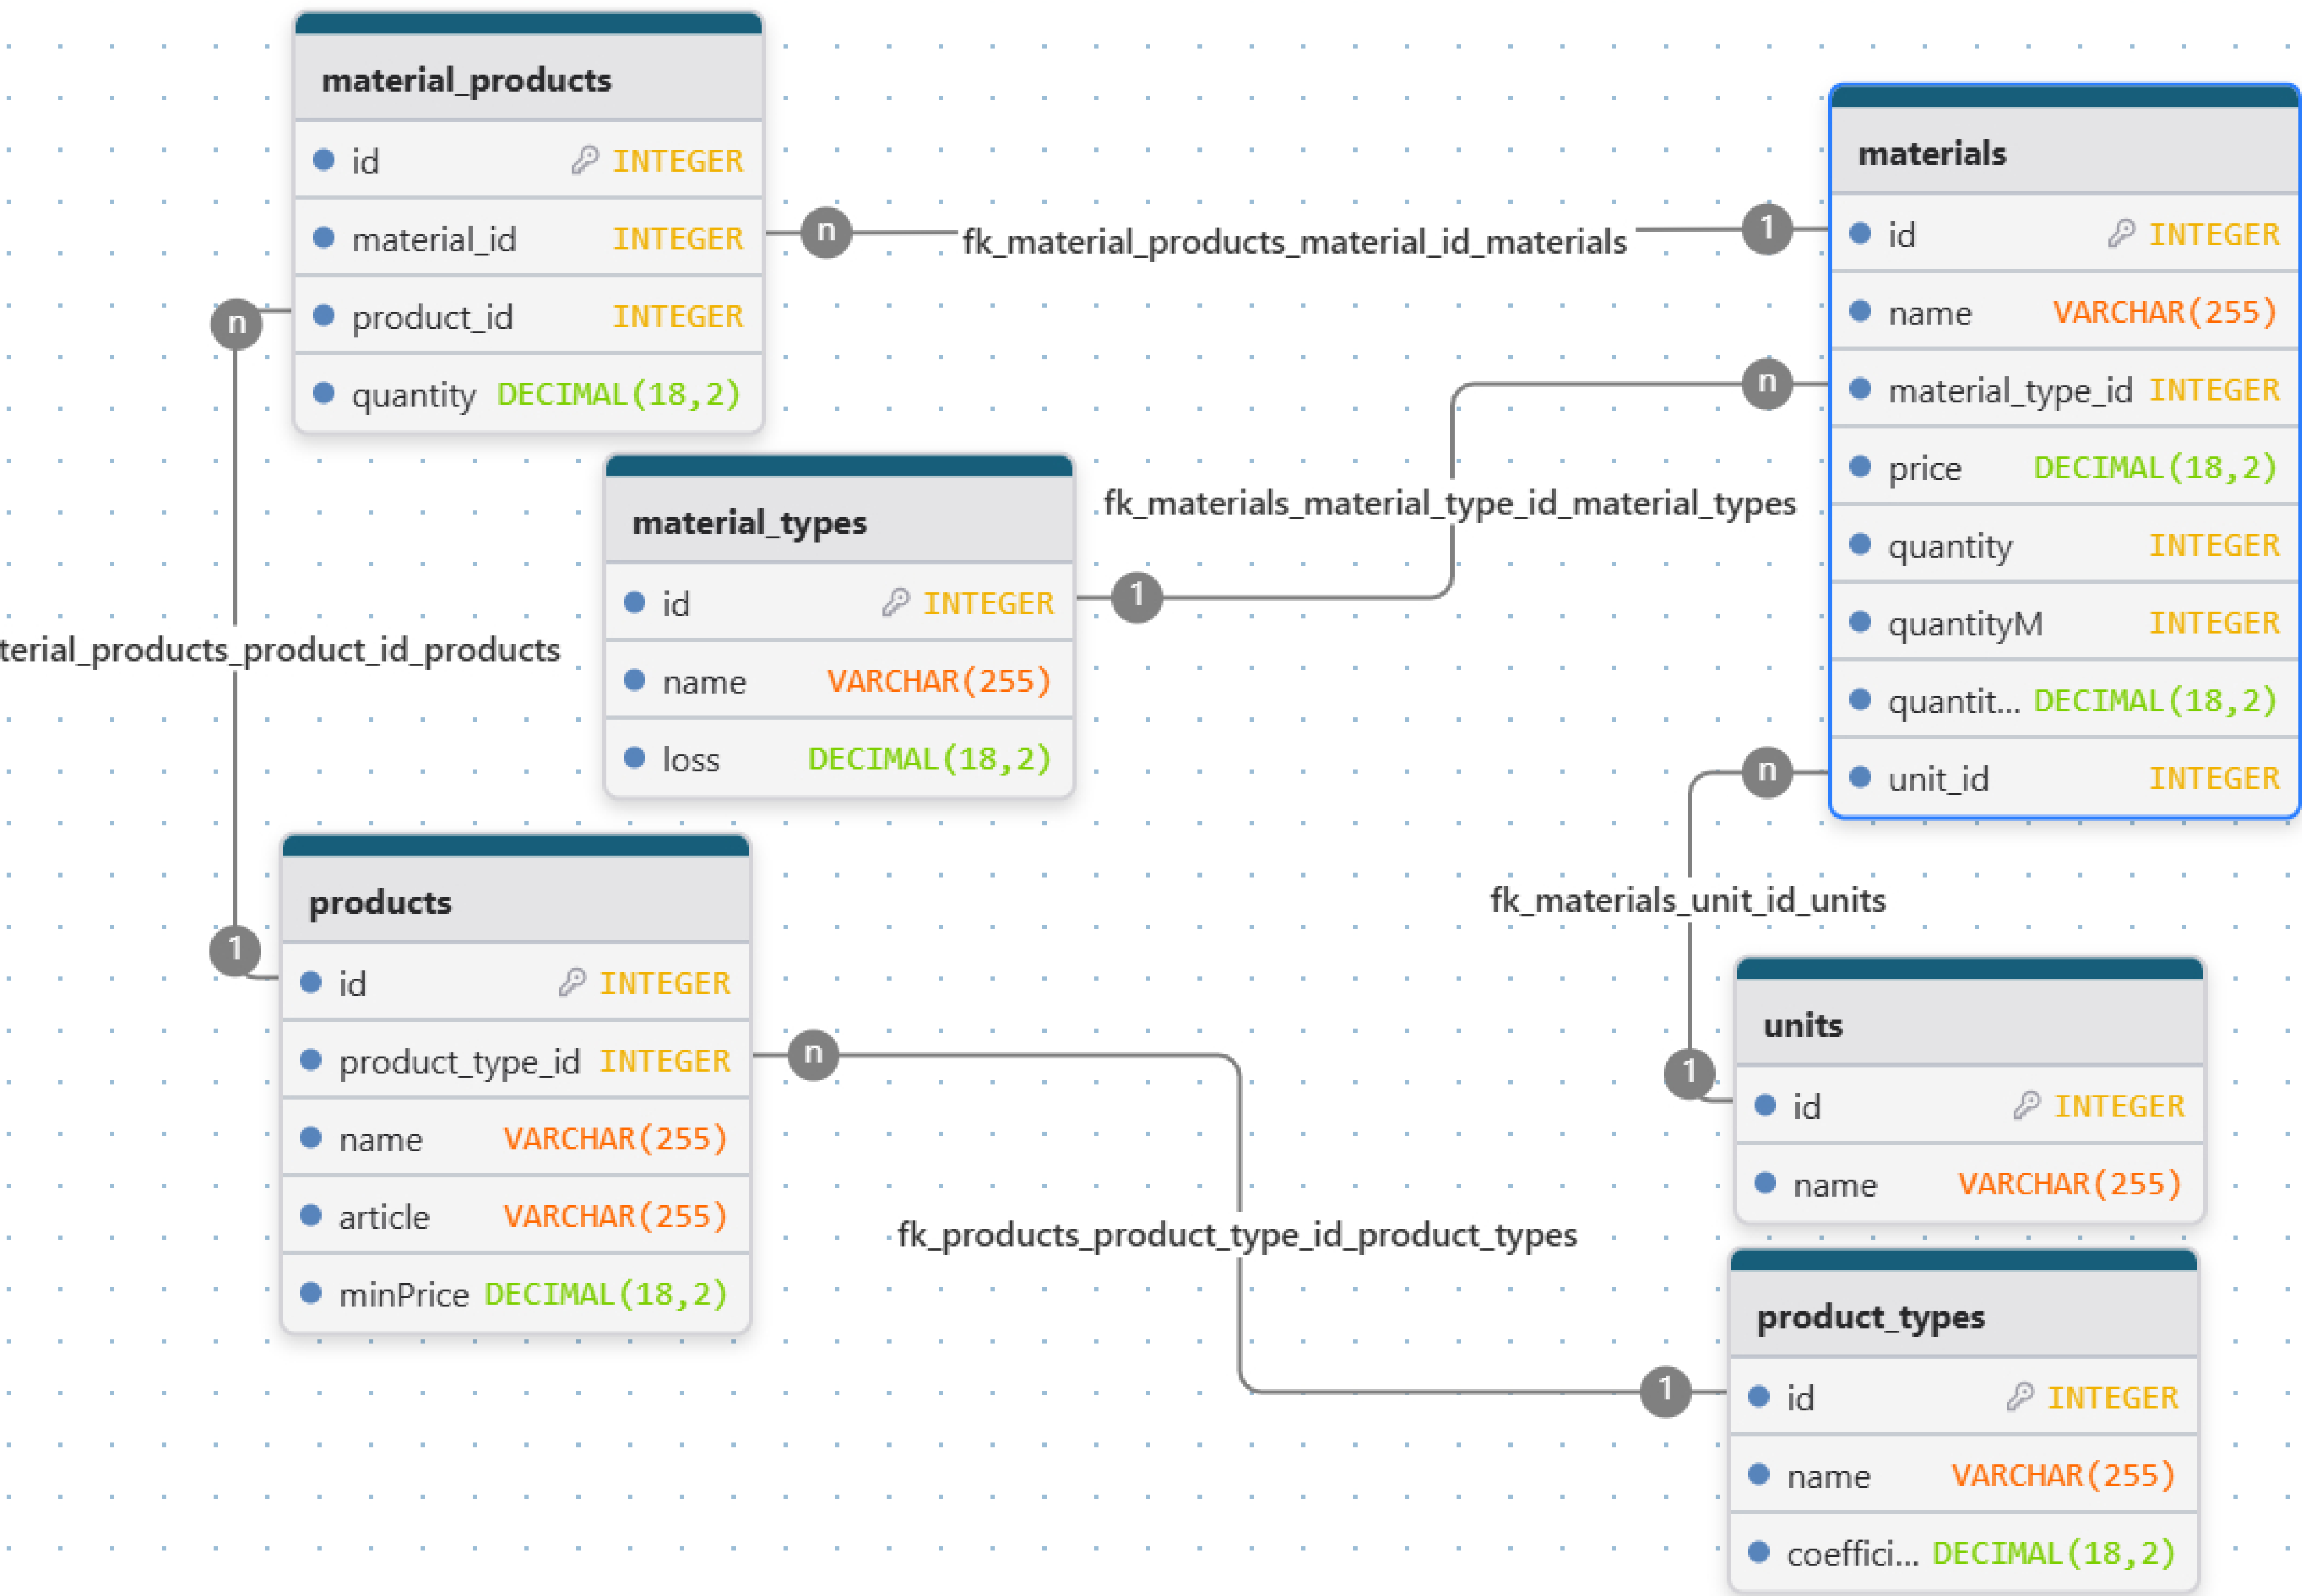 material_products
id INTEGER
material_id INTEGER
product_id INTEGER
quantity DECIMAL(18,2)
n
fk_material_products_material_id_materials
1
materials
id INTEGER
name VARCHAR(255)
material_type_id INTEGER
price DECIMAL(18,2)
quantity INTEGER
quantityM INTEGER
quantit... DECIMAL(18,2)
unit_id INTEGER
n
terial_products_product_id_products
1
material_types
id INTEGER
name VARCHAR(255)
loss DECIMAL(18,2)
1
fk_materials_material_type_id_material_types
n
products
id INTEGER
product_type_id INTEGER
name VARCHAR(255)
article VARCHAR(255)
minPrice DECIMAL(18,2)
n
fk_materials_unit_id_units
1
units
id INTEGER
name VARCHAR(255)
n
fk_products_product_type_id_product_types
1
product_types
id INTEGER
name VARCHAR(255)
coeffici... DECIMAL(18,2)